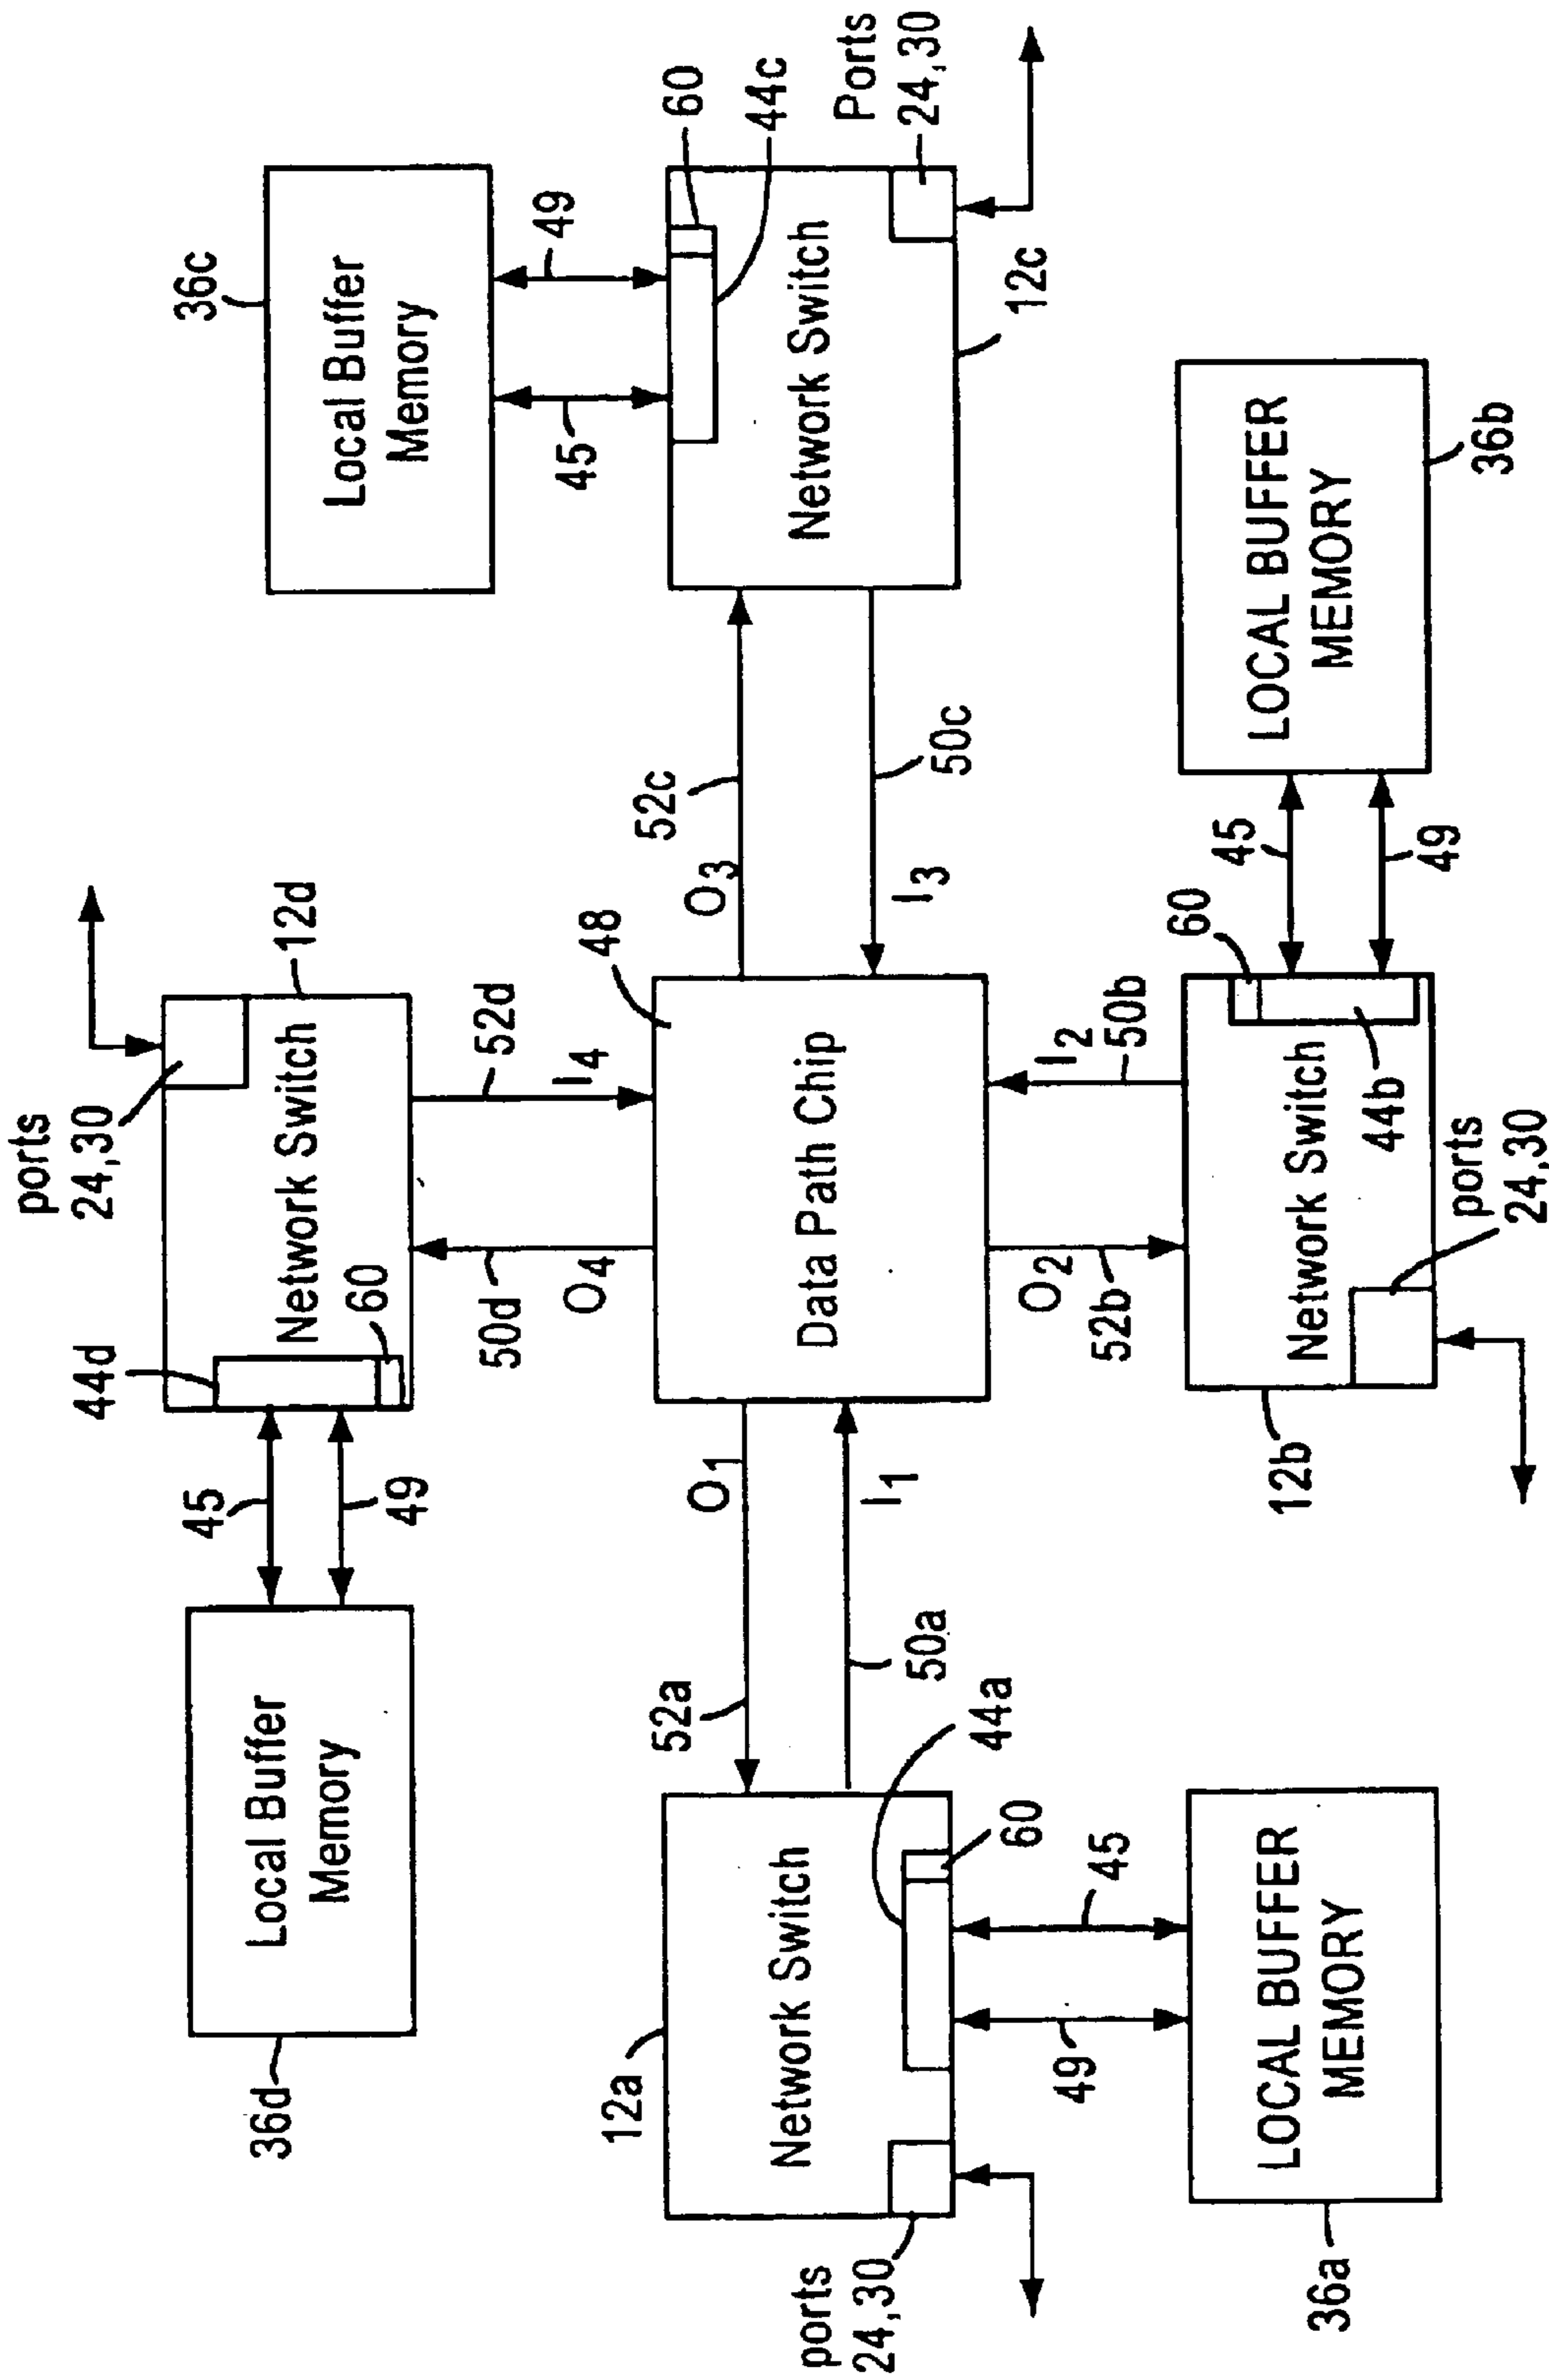 ports
24,30
12d
Network Switch
44d
60
45
49
Local Buffer
Memory
36d
36c
Local Buffer
Memory
49
45
60
44c
Ports
24,30
Network Switch
12c
52d
I4
50d
O4
48
Data Path Chip
O3
52c
I3
50c
O1
52a
I1
50a
12a
Network Switch
44a
60
ports
24,30
45
49
LOCAL BUFFER
MEMORY
36a
I2
50b
O2
52b
12b
Network Switch
60
44b
ports
24,30
45
49
LOCAL BUFFER
MEMORY
36b